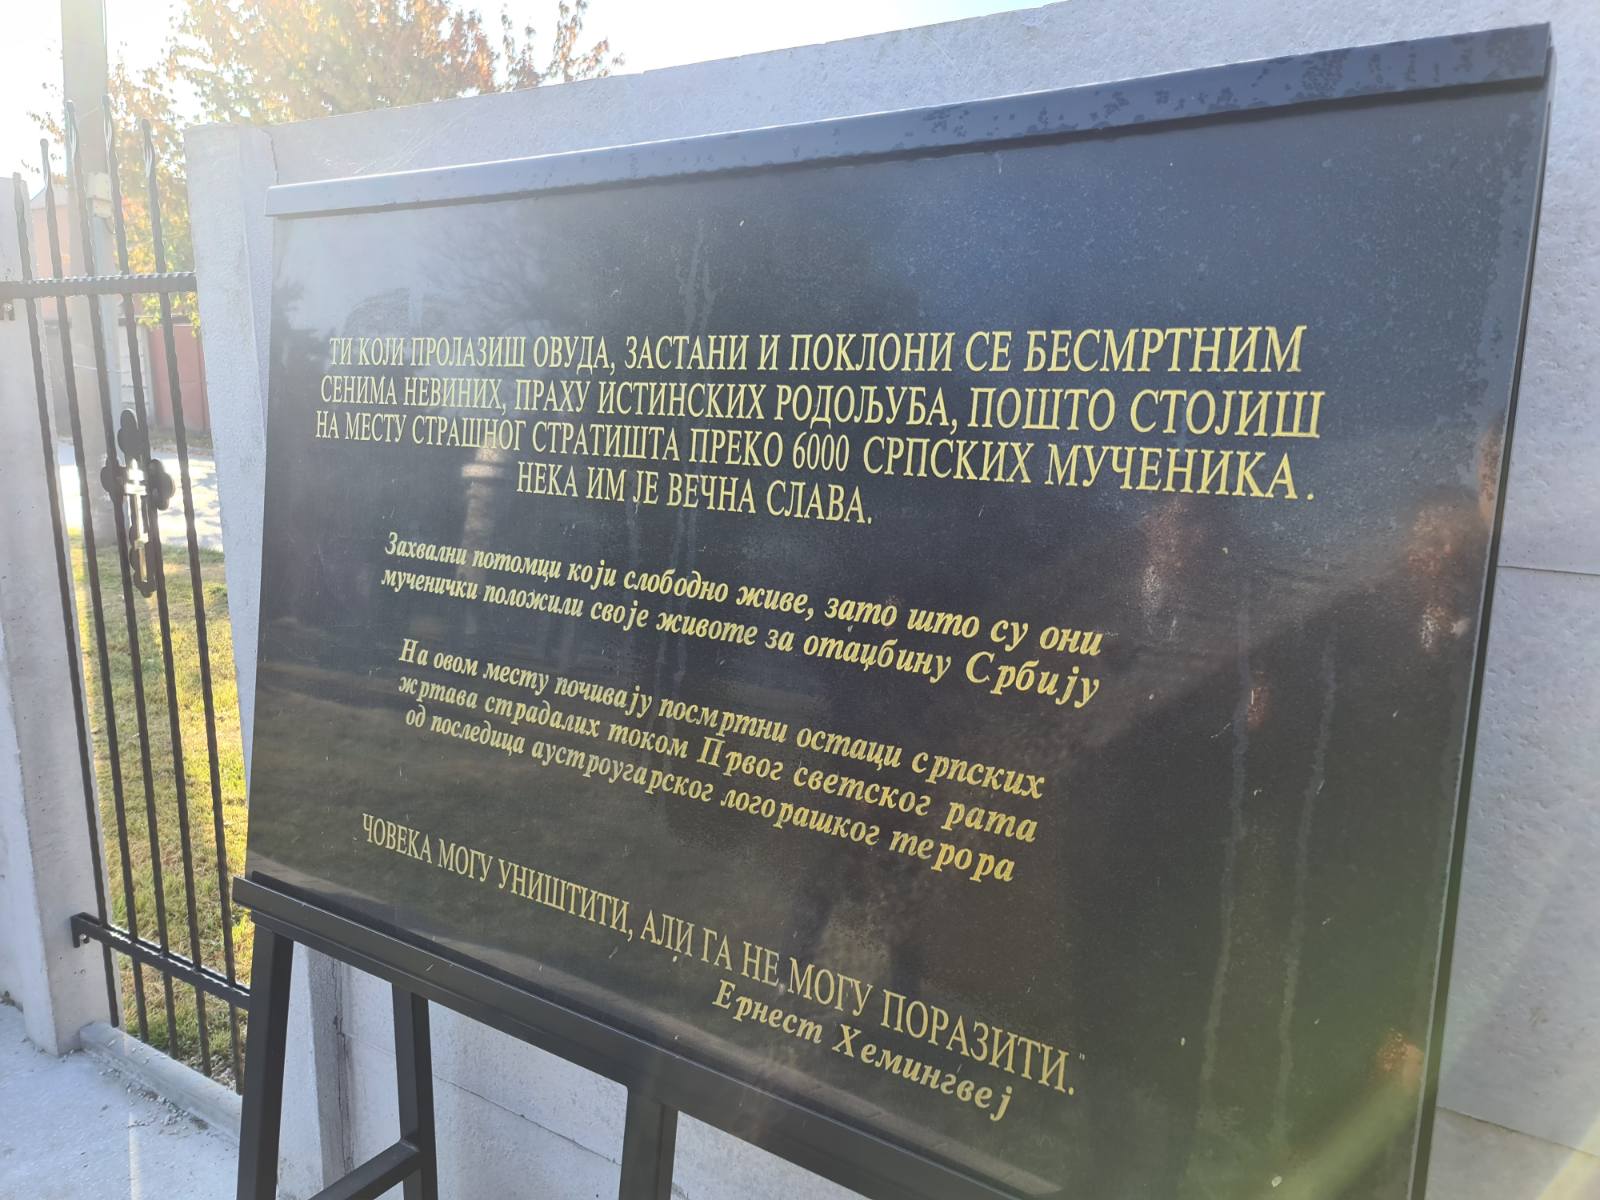 ТИ КОЈИ ПРОЛАЗИШ ОВУДА, ЗАСТАНИ И ПОКЛОНИ СЕ БЕСМРТНИМ
СЕНИМА НЕВИНИХ, ПРАХУ ИСТИНСКИХ РОДОЉУБА, ПОШТО СТОЈИШ
НА МЕСТУ СТРАШНОГ СТРАТИШТА ПРЕКО 6000 СРПСКИХ МУЧЕНИКА.
НЕКА ИМ ЈЕ ВЕЧНА СЛАВА.
Захвални потомци који слободно живе, зато што су они
мученички положили своје животе за отаџбину Србију
На овом месту почивају посмртни остаци српских
жртава страдалих током Првог светског рата
од последица аустроугарског логорашког терора
ЧОВЕКА МОГУ УНИШТИТИ, АЛИ ГА НЕ МОГУ ПОРАЗИТИ."
Ернест Хемингвеј